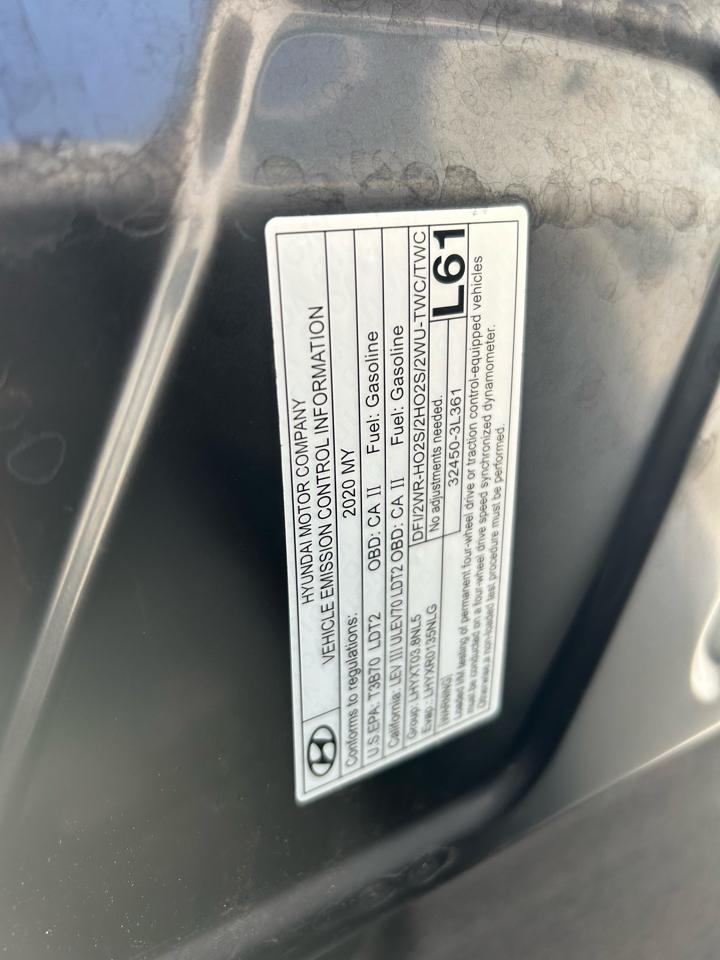 HYUNDAI MOTOR COMPANY
VEHICLE EMISSION CONTROL INFORMATION
2020 MY
Conforms to regulations:
U.S.EPA: T3B70 LDT2 OBD: CA II Fuel: Gasoline
California: LEV III ULEV70 LDT2 OBD: CA II Fuel: Gasoline
Group: LHYXT03.8NL5 DFI/2WR-HO2S/2HO2S/2WU-TWC/TWC
Evap: LHYXR0135NLG No adjustments needed.
32450-3L361
L61
WARNING:
Loaded I/M testing of permanent four-wheel drive or traction control-equipped vehicles
must be conducted on a four-wheel drive speed synchronized dynamometer.
Otherwise a non-loaded test procedure must be performed.